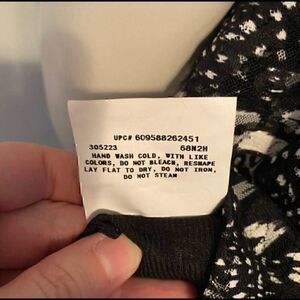 UPC# 609588262451
305223 68N2H
HAND WASH COLD, WITH LIKE
COLORS, DO NOT BLEACH, RESHAPE
LAY FLAT TO DRY, DO NOT IRON,
DO NOT STEAM